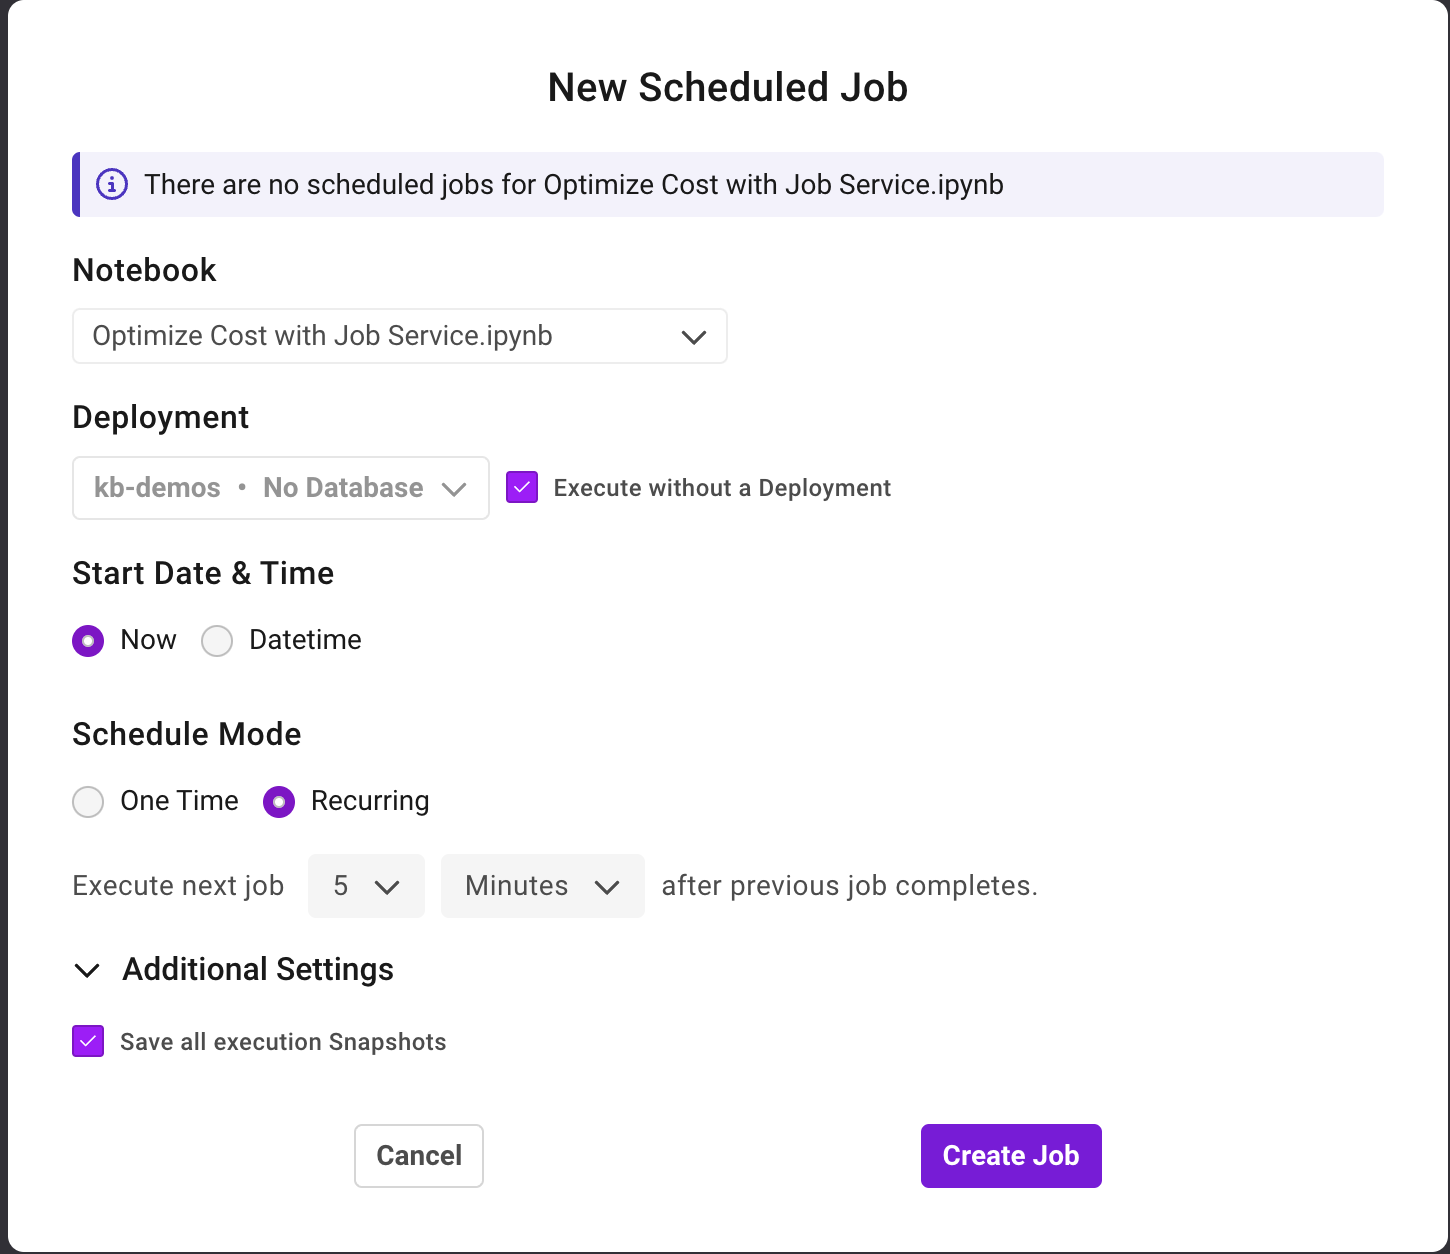 New Scheduled Job
There are no scheduled jobs for Optimize Cost with Job Service.ipynb
Notebook
Optimize Cost with Job Service.ipynb
Deployment
kb-demos • No Database
Execute without a Deployment
Start Date & Time
Now
Datetime
Schedule Mode
One Time
Recurring
Execute next job 5 Minutes after previous job completes.
Additional Settings
Save all execution Snapshots
Cancel
Create Job